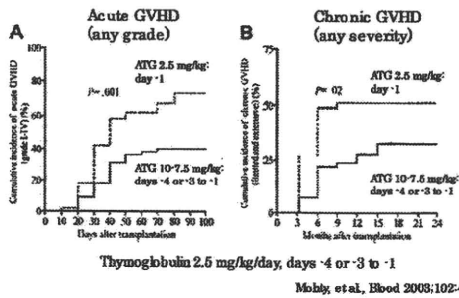 Acute GVHD
(any grade)
A
Cumulative incidence of acute GVHD
(grade I-IV) (%)
100
80
60
40
20
0
P=.001
ATG 2.5 mg/kg:
day -1
ATG 10-7.5 mg/kg:
days -4 or -3 to -1
0 10 20 30 40 50 60 70 80 90 100
Days after transplantation
Chronic GVHD
(any severity)
B
Cumulative incidence of chronic GVHD
(limited and extensive) (%)
75
50
25
0
P=.02
ATG 2.5 mg/kg:
day -1
ATG 10-7.5 mg/kg:
days -4 or -3 to -1
0 3 6 9 12 15 18 21 24
Months after transplantation
Thymoglobulin 2.5 mg/kg/day, days -4 or -3 to -1
Mohty, et al., Blood 2003;102: